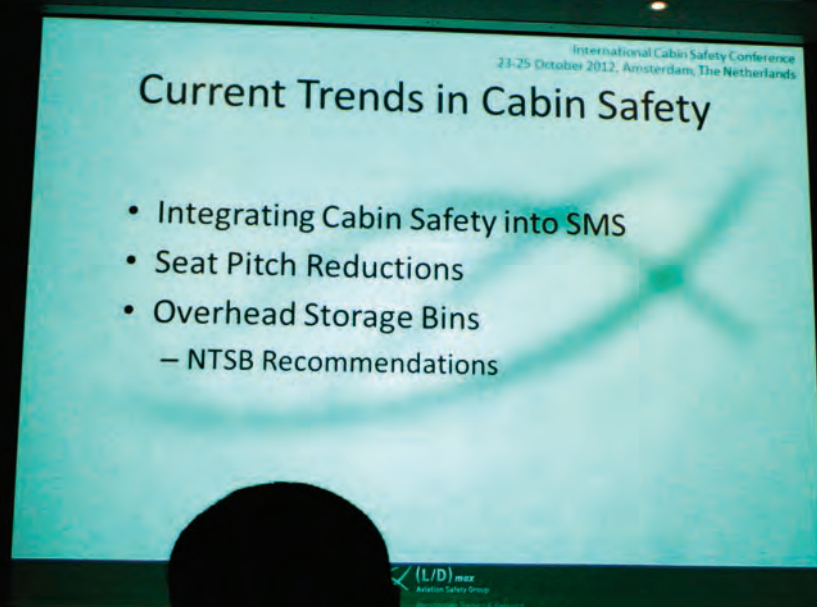 International Cabin Safety Conference
23-25 October 2012, Amsterdam, The Netherlands
Current Trends in Cabin Safety
• Integrating Cabin Safety into SMS
• Seat Pitch Reductions
• Overhead Storage Bins
– NTSB Recommendations
(L/D) max
Aviation Safety Group